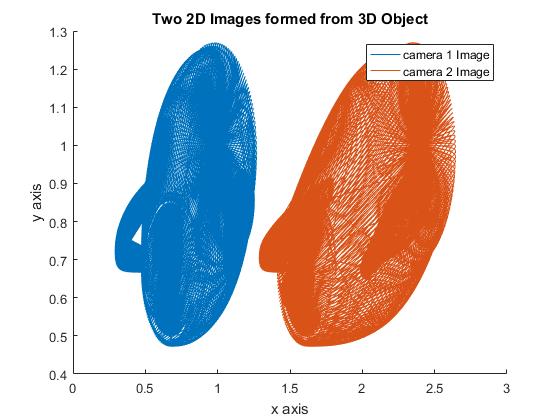 Two 2D Images formed from 3D Object
camera 1 Image
camera 2 Image
1.3
1.2
1.1
1
0.9
0.8
0.7
0.6
0.5
0.4
y axis
0 0.5 1 1.5 2 2.5 3
x axis